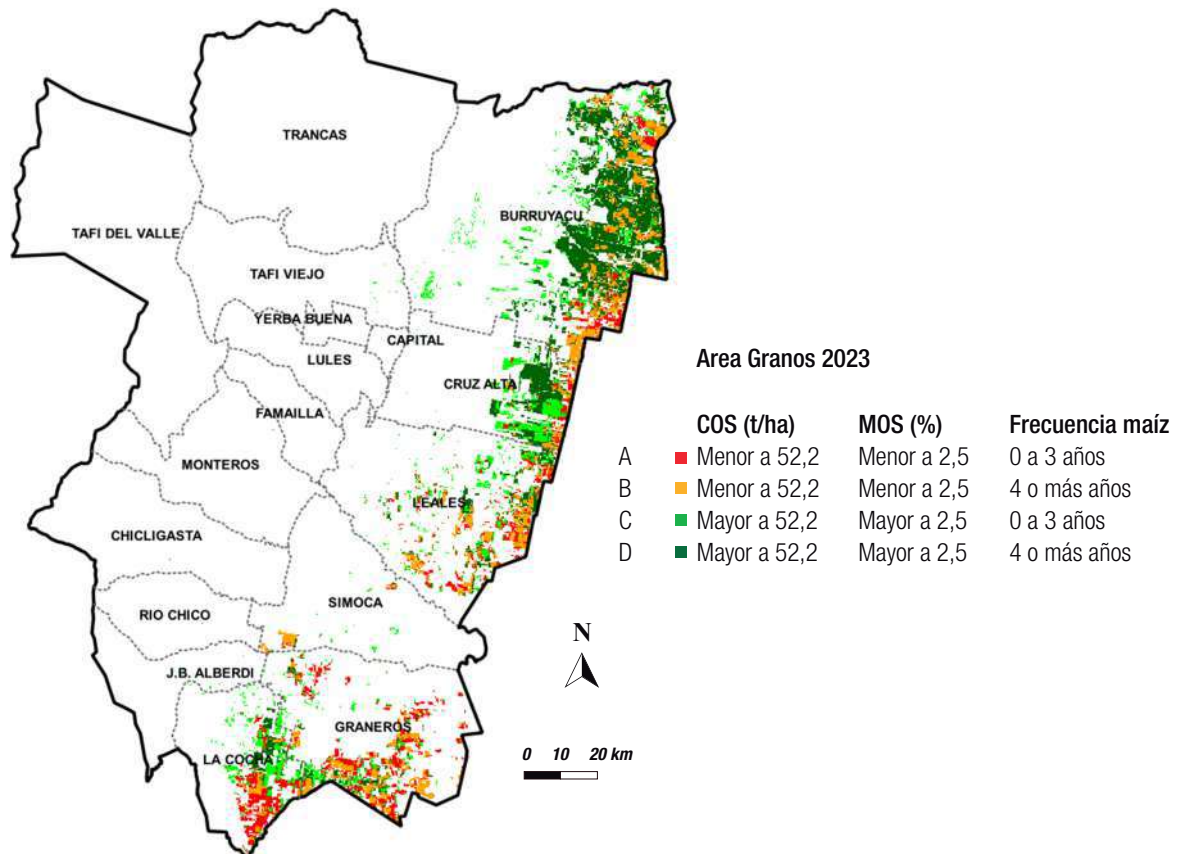 TRANCAS
BURRUYACU
TAFI DEL VALLE
TAFI VIEJO
YERBA BUENA
CAPITAL
LULES
CRUZ ALTA
FAMAILLA
MONTEROS
LEALES
CHICLIGASTA
SIMOCA
RIO CHICO
J.B. ALBERDI
GRANEROS
LA COCHA
N
0 10 20 km
Area Granos 2023
COS (t/ha) MOS (%) Frecuencia maíz
A Menor a 52,2 Menor a 2,5 0 a 3 años
B Menor a 52,2 Menor a 2,5 4 o más años
C Mayor a 52,2 Mayor a 2,5 0 a 3 años
D Mayor a 52,2 Mayor a 2,5 4 o más años